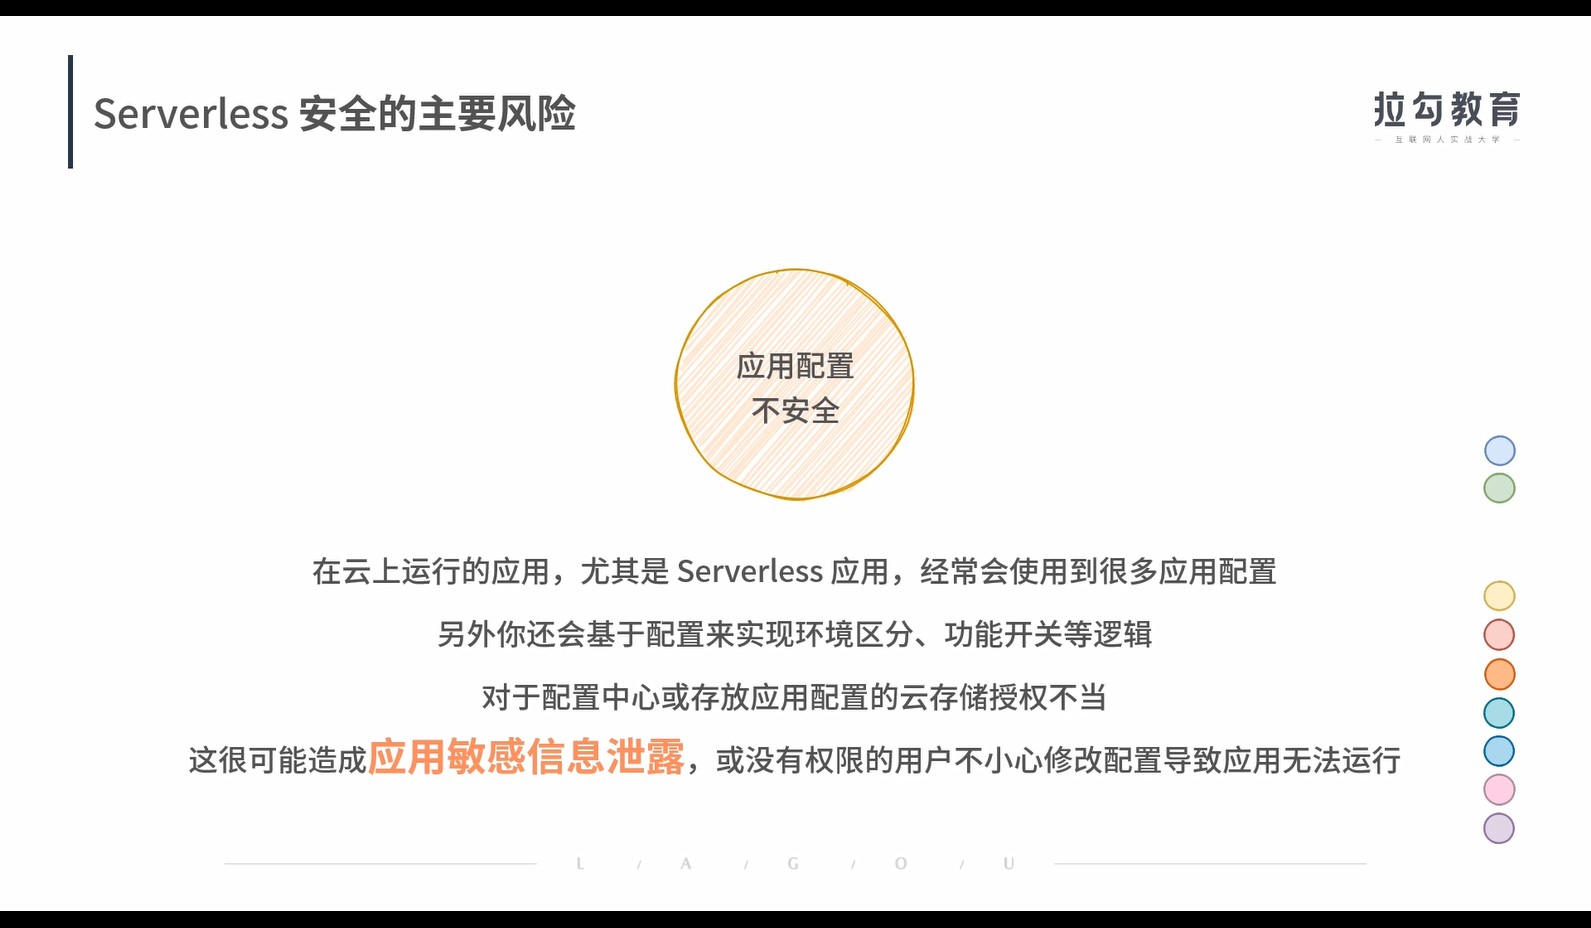 Serverless 安全的主要风险
拉勾教育
— 互联网人实战大学 —
应用配置
不安全
在云上运行的应用，尤其是 Serverless 应用，经常会使用到很多应用配置
另外你还会基于配置来实现环境区分、功能开关等逻辑
对于配置中心或存放应用配置的云存储授权不当
这很可能造成应用敏感信息泄露，或没有权限的用户不小心修改配置导致应用无法运行
L / A / G / O / U